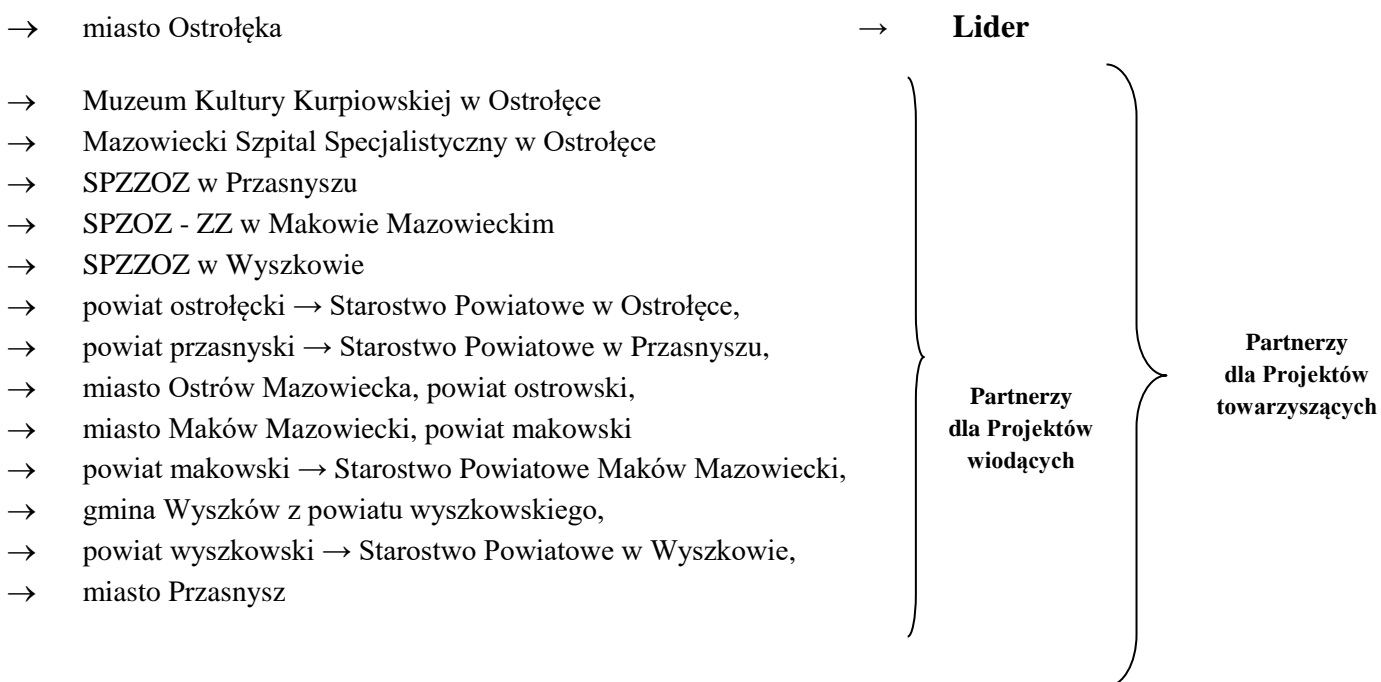 → miasto Ostrołęka → Lider
→ Muzeum Kultury Kurpiowskiej w Ostrołęce
→ Mazowiecki Szpital Specjalistyczny w Ostrołęce
→ SPZZOZ w Przasnyszu
→ SPZOZ - ZZ w Makowie Mazowieckim
→ SPZZOZ w Wyszkowie
→ powiat ostrołęcki → Starostwo Powiatowe w Ostrołęce,
→ powiat przasnyski → Starostwo Powiatowe w Przasnyszu,
→ miasto Ostrów Mazowiecka, powiat ostrowski,
→ miasto Maków Mazowiecki, powiat makowski
→ powiat makowski → Starostwo Powiatowe Maków Mazowiecki,
→ gmina Wyszków z powiatu wyszkowskiego,
→ powiat wyszkowski → Starostwo Powiatowe w Wyszkowie,
→ miasto Przasnysz
Partnerzy
dla Projektów
wiodących
Partnerzy
dla Projektów
towarzyszących